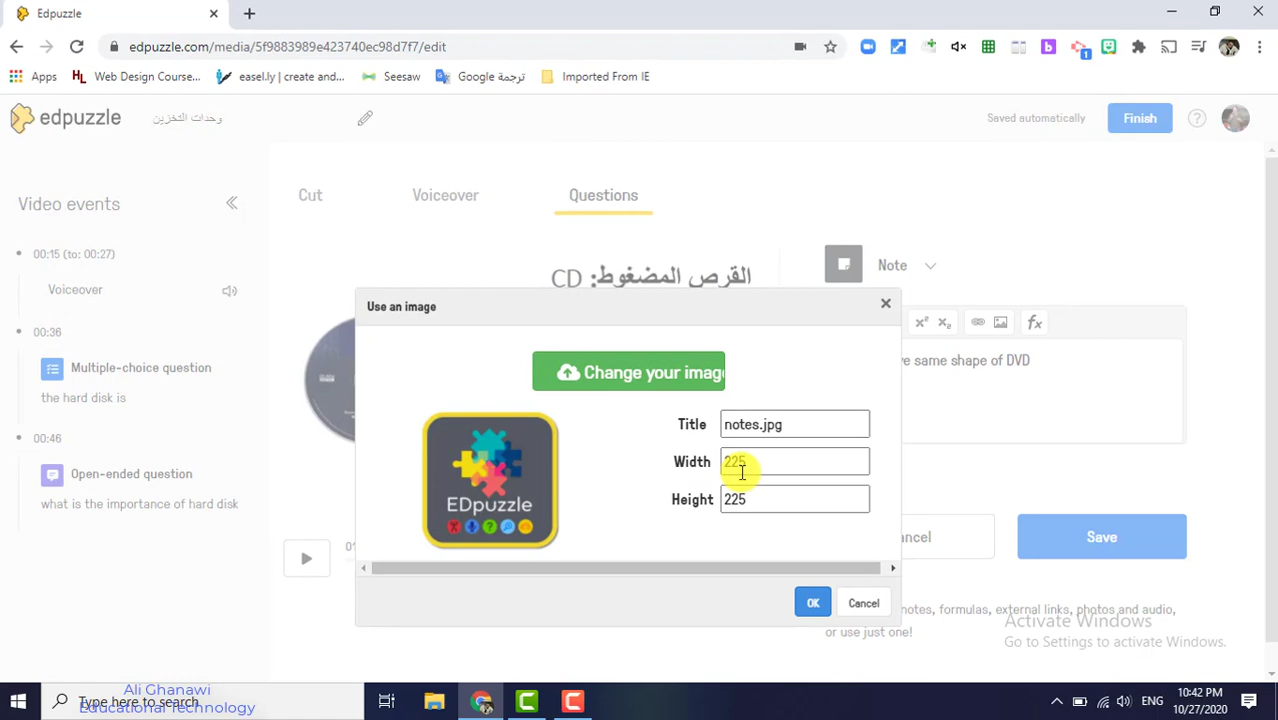 Edpuzzle
edpuzzle.com/media/5f9883989e423740ec98d7f7/edit
Apps
Web Design Course...
easel.ly | create and...
Seesaw
ترجمة Google
Imported From IE
edpuzzle
وحدات التخزين
Saved automatically
Finish
Video events
Cut
Voiceover
Questions
00:15 (to: 00:27)
Voiceover
00:36
Multiple-choice question
the hard disk is
00:46
Open-ended question
what is the importance of hard disk
القرص المضغوط: CD
Note
x² x₂ fx
same shape of DVD
Use an image
Change your image
Title notes.jpg
Width 225
Height 225
EDpuzzle
OK
Cancel
Save
notes, formulas, external links, photos and audio,
or use just one!
Activate Windows
Go to Settings to activate Windows.
Type here to search
Ali Ghanawi
Educational Technology
ENG
10:42 PM
10/27/2020